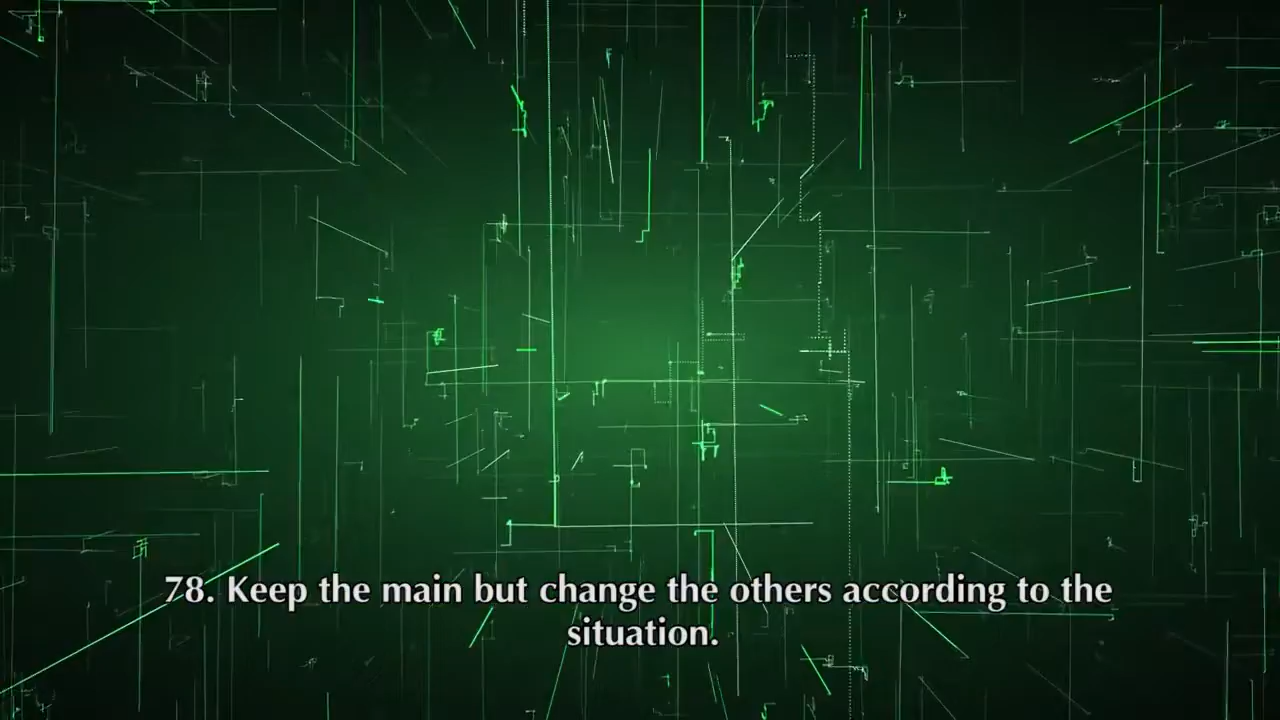 78. Keep the main but change the others according to the
situation.